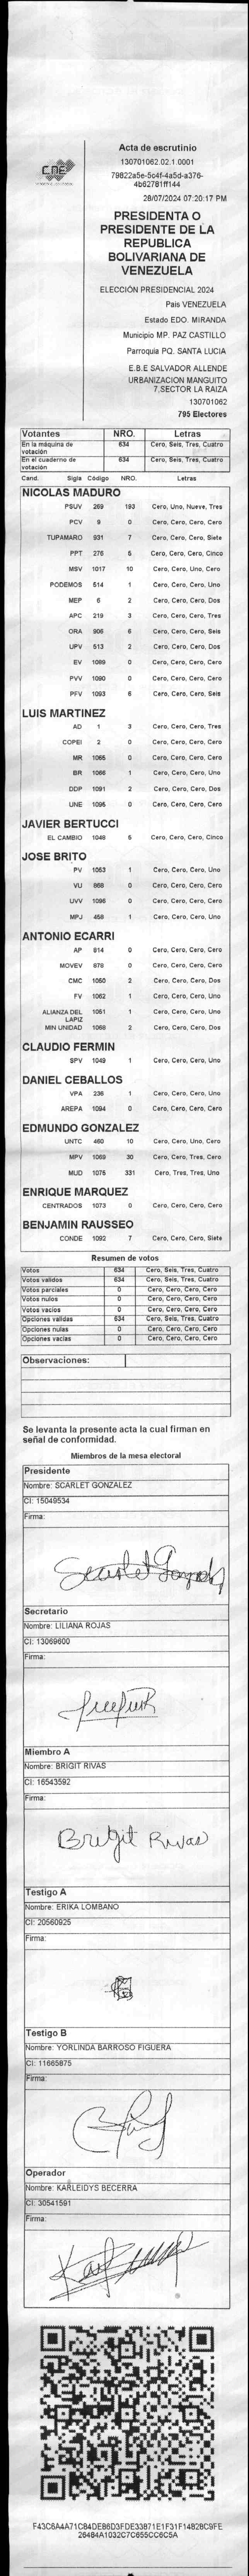 CNE
Acta de escrutinio
130701062.02.1.0001
79822a5e-5c4f-4a5d-a376-
4b62781ff144
28/07/2024 07:20:17 PM
PRESIDENTA O
PRESIDENTE DE LA
REPUBLICA
BOLIVARIANA DE
VENEZUELA
ELECCIÓN PRESIDENCIAL 2024
Pais VENEZUELA
Estado EDO. MIRANDA
Municipio MP. PAZ CASTILLO
Parroquia PQ. SANTA LUCIA
E.B.E SALVADOR ALLENDE
URBANIZACION MANGUITO
7,SECTOR LA RAIZA
130701062
795 Electores
Votantes NRO. Letras
En la máquina de votación 634 Cero, Seis, Tres, Cuatro
En el cuaderno de votación 634 Cero, Seis, Tres, Cuatro
Cand. Sigla Código NRO. Letras
NICOLAS MADURO
PSUV 269 193 Cero, Uno, Nueve, Tres
PCV 9 0 Cero, Cero, Cero, Cero
TUPAMARO 931 7 Cero, Cero, Cero, Siete
PPT 276 5 Cero, Cero, Cero, Cinco
MSV 1017 10 Cero, Cero, Uno, Cero
PODEMOS 514 1 Cero, Cero, Cero, Uno
MEP 6 2 Cero, Cero, Cero, Dos
APC 219 3 Cero, Cero, Cero, Tres
ORA 906 6 Cero, Cero, Cero, Seis
UPV 513 2 Cero, Cero, Cero, Dos
EV 1089 0 Cero, Cero, Cero, Cero
PVV 1090 0 Cero, Cero, Cero, Cero
PFV 1093 6 Cero, Cero, Cero, Seis
LUIS MARTINEZ
AD 1 3 Cero, Cero, Cero, Tres
COPEI 2 0 Cero, Cero, Cero, Cero
MR 1065 0 Cero, Cero, Cero, Cero
BR 1066 1 Cero, Cero, Cero, Uno
DDP 1091 2 Cero, Cero, Cero, Dos
UNE 1095 0 Cero, Cero, Cero, Cero
JAVIER BERTUCCI
EL CAMBIO 1048 5 Cero, Cero, Cero, Cinco
JOSE BRITO
PV 1053 1 Cero, Cero, Cero, Uno
VU 868 0 Cero, Cero, Cero, Cero
UVV 1096 0 Cero, Cero, Cero, Cero
MPJ 458 1 Cero, Cero, Cero, Uno
ANTONIO ECARRI
AP 814 0 Cero, Cero, Cero, Cero
MOVEV 879 0 Cero, Cero, Cero, Cero
CMC 1050 2 Cero, Cero, Cero, Dos
FV 1062 1 Cero, Cero, Cero, Uno
ALIANZA DEL LAPIZ 1051 1 Cero, Cero, Cero, Uno
MIN UNIDAD 1068 2 Cero, Cero, Cero, Dos
CLAUDIO FERMIN
SPV 1049 1 Cero, Cero, Cero, Uno
DANIEL CEBALLOS
VPA 236 1 Cero, Cero, Cero, Uno
AREPA 1094 0 Cero, Cero, Cero, Cero
EDMUNDO GONZALEZ
UNTC 460 10 Cero, Cero, Uno, Cero
MPV 1069 30 Cero, Cero, Tres, Cero
MUD 1075 331 Cero, Tres, Tres, Uno
ENRIQUE MARQUEZ
CENTRADOS 1073 0 Cero, Cero, Cero, Cero
BENJAMIN RAUSSEO
CONDE 1092 7 Cero, Cero, Cero, Siete
Resumen de votos
Votos 634 Cero, Seis, Tres, Cuatro
Votos validos 634 Cero, Seis, Tres, Cuatro
Votos parciales 0 Cero, Cero, Cero, Cero
Votos nulos 0 Cero, Cero, Cero, Cero
Votos vacios 0 Cero, Cero, Cero, Cero
Opciones validas 634 Cero, Seis, Tres, Cuatro
Opciones nulas 0 Cero, Cero, Cero, Cero
Opciones vacias 0 Cero, Cero, Cero, Cero
Observaciones:
Se levanta la presente acta la cual firman en
señal de conformidad.
Miembros de la mesa electoral
Presidente
Nombre: SCARLET GONZALEZ
CI: 15049534
Firma:
Scarlet Gonzalez
Secretario
Nombre: LILIANA ROJAS
CI: 13069600
Firma:
Miembro A
Nombre: BRIGIT RIVAS
CI: 16543592
Firma:
Brigit Rivas
Testigo A
Nombre: ERIKA LOMBANO
CI: 20560925
Firma:
Testigo B
Nombre: YORLINDA BARROSO FIGUERA
CI: 11665875
Firma:
Operador
Nombre: KARLEIDYS BECERRA
CI: 30541591
Firma:
F43C6A4A71C84DEB6D3FDE33871E1F31F14828C9FE
26484A1032C7C655CC6C5A